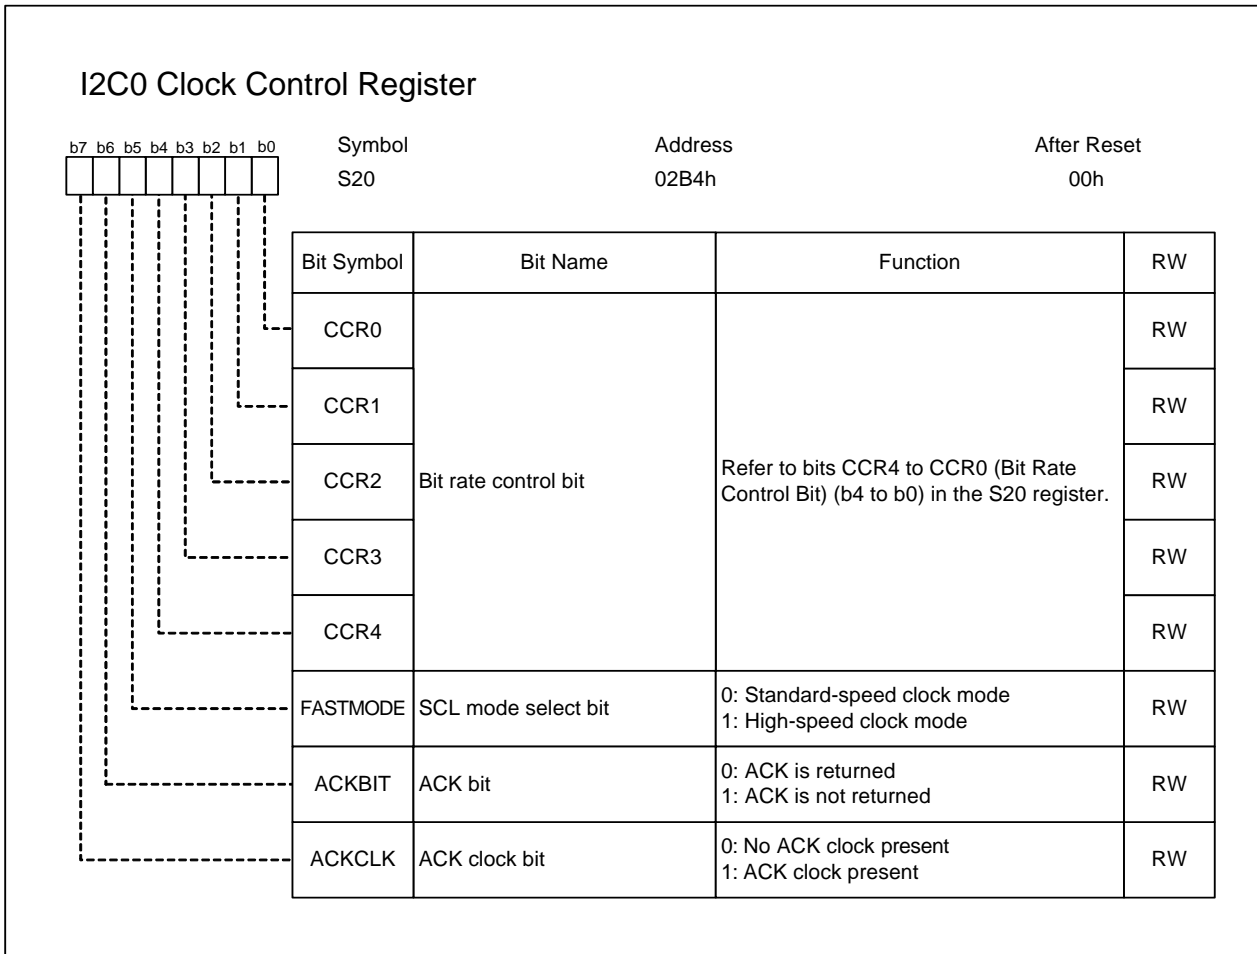 I2C0 Clock Control Register
b7 b6 b5 b4 b3 b2 b1 b0
Symbol Address After Reset
S20 02B4h 00h
Bit Symbol Bit Name Function RW
CCR0 RW
CCR1 RW
CCR2 Bit rate control bit Refer to bits CCR4 to CCR0 (Bit Rate
Control Bit) (b4 to b0) in the S20 register. RW
CCR3 RW
CCR4 RW
FASTMODE SCL mode select bit 0: Standard-speed clock mode
1: High-speed clock mode RW
ACKBIT ACK bit 0: ACK is returned
1: ACK is not returned RW
ACKCLK ACK clock bit 0: No ACK clock present
1: ACK clock present RW